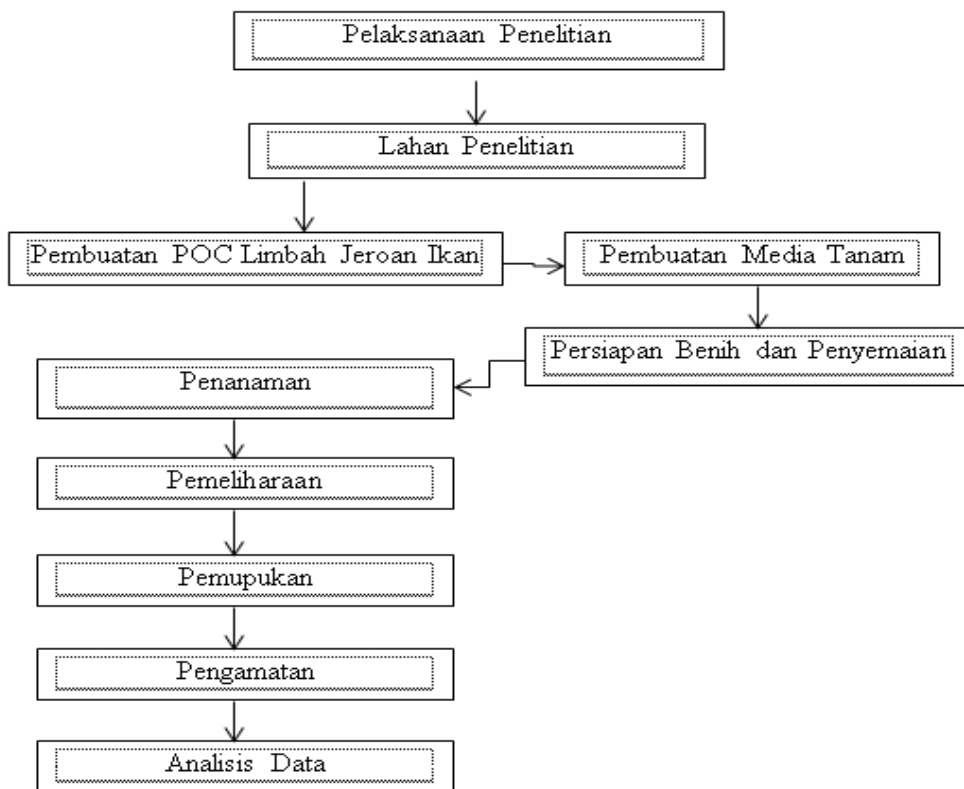 Pelaksanaan Penelitian
Lahan Penelitian
Pembuatan POC Limbah Jeroan Ikan
Pembuatan Media Tanam
Persiapan Benih dan Penyemaian
Penanaman
Pemeliharaan
Pemupukan
Pengamatan
Analisis Data